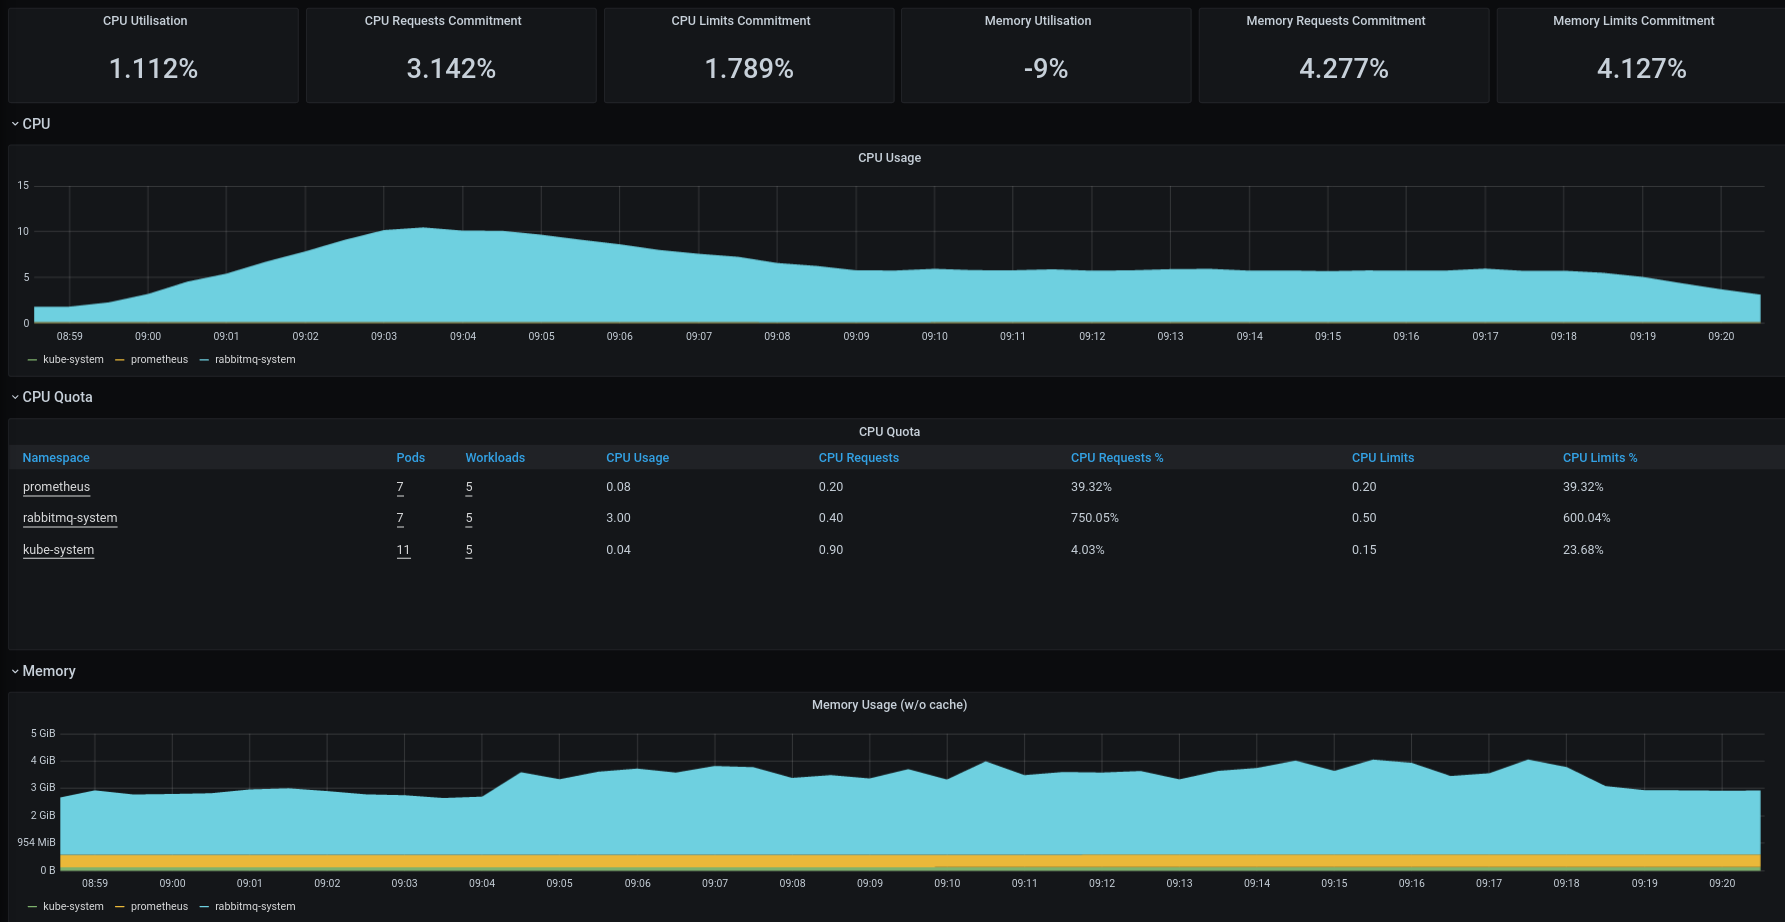 CPU Utilisation CPU Requests Commitment CPU Limits Commitment Memory Utilisation Memory Requests Commitment Memory Limits Commitment
1.112% 3.142% 1.789% -9% 4.277% 4.127%
CPU
CPU Usage
15
10
5
0
08:59 09:00 09:01 09:02 09:03 09:04 09:05 09:06 09:07 09:08 09:09 09:10 09:11 09:12 09:13 09:14 09:15 09:16 09:17 09:18 09:19 09:20
kube-system prometheus rabbitmq-system
CPU Quota
CPU Quota
Namespace Pods Workloads CPU Usage CPU Requests CPU Requests % CPU Limits CPU Limits %
prometheus 7 5 0.08 0.20 39.32% 0.20 39.32%
rabbitmq-system 7 5 3.00 0.40 750.05% 0.50 600.04%
kube-system 11 5 0.04 0.90 4.03% 0.15 23.68%
Memory
Memory Usage (w/o cache)
5 GiB
4 GiB
3 GiB
2 GiB
954 MiB
0 B
08:59 09:00 09:01 09:02 09:03 09:04 09:05 09:06 09:07 09:08 09:09 09:10 09:11 09:12 09:13 09:14 09:15 09:16 09:17 09:18 09:19 09:20
kube-system prometheus rabbitmq-system